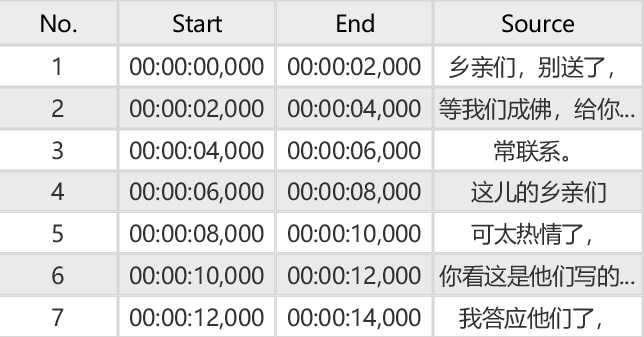 No. Start End Source
1 00:00:00,000 00:00:02,000 乡亲们，别送了，
2 00:00:02,000 00:00:04,000 等我们成佛，给你...
3 00:00:04,000 00:00:06,000 常联系。
4 00:00:06,000 00:00:08,000 这儿的乡亲们
5 00:00:08,000 00:00:10,000 可太热情了，
6 00:00:10,000 00:00:12,000 你看这是他们写的...
7 00:00:12,000 00:00:14,000 我答应他们了，